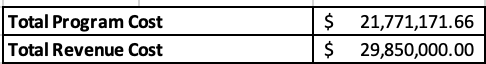 Total Program Cost $ 21,771,171.66
Total Revenue Cost $ 29,850,000.00